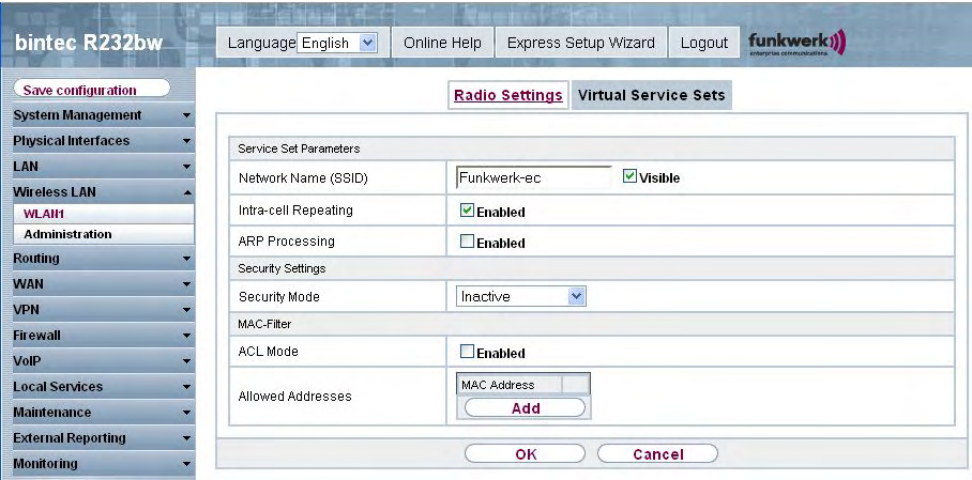 bintec R232bw
Language English Online Help Express Setup Wizard Logout funkwerk
enterprise communications
Save configuration
System Management
Physical Interfaces
LAN
Wireless LAN
WLAN1
Administration
Routing
WAN
VPN
Firewall
VoIP
Local Services
Maintenance
External Reporting
Monitoring
Radio Settings Virtual Service Sets
Service Set Parameters
Network Name (SSID) Funkwerk-ec Visible
Intra-cell Repeating Enabled
ARP Processing Enabled
Security Settings
Security Mode Inactive
MAC-Filter
ACL Mode Enabled
Allowed Addresses
MAC Address
Add
OK Cancel